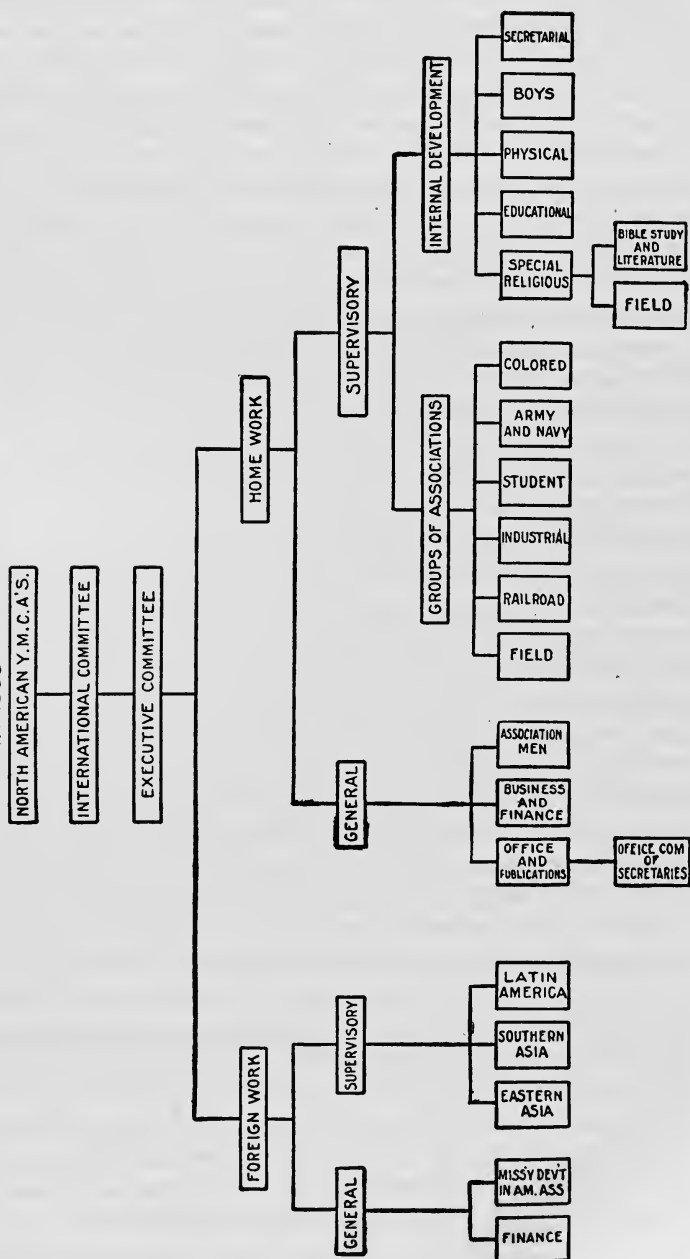 NORTH AMERICAN Y.M.C.A'S.
INTERNATIONAL COMMITTEE
EXECUTIVE COMMITTEE
FOREIGN WORK
HOME WORK
GENERAL
SUPERVISORY
GENERAL
SUPERVISORY
GROUPS OF ASSOCIATIONS
INTERNAL DEVELOPMENT
FINANCE
MISS'Y DEV'T
IN AM. ASS
EASTERN
ASIA
SOUTHERN
ASIA
LATIN
AMERICA
OFFICE
AND
PUBLICATIONS
BUSINESS
AND
FINANCE
ASSOCIATION
MEN
OFFICE COM
OF
SECRETARIES
FIELD
RAILROAD
INDUSTRIAL
STUDENT
ARMY
AND NAVY
COLORED
SPECIAL
RELIGIOUS
EDUCATIONAL
PHYSICAL
BOYS
SECRETARIAL
FIELD
BIBLE STUDY
AND
LITERATURE